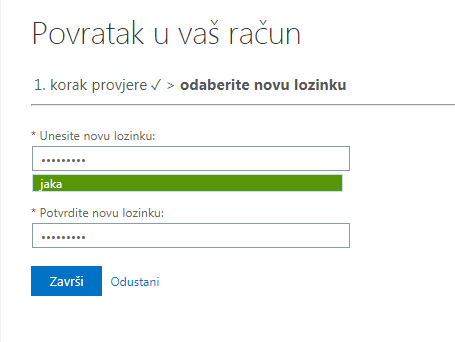 Povratak u vaš račun
1. korak provjere ✓ > odaberite novu lozinku
* Unesite novu lozinku:
•••••••••
jaka
* Potvrdite novu lozinku:
•••••••••
Završi Odustani